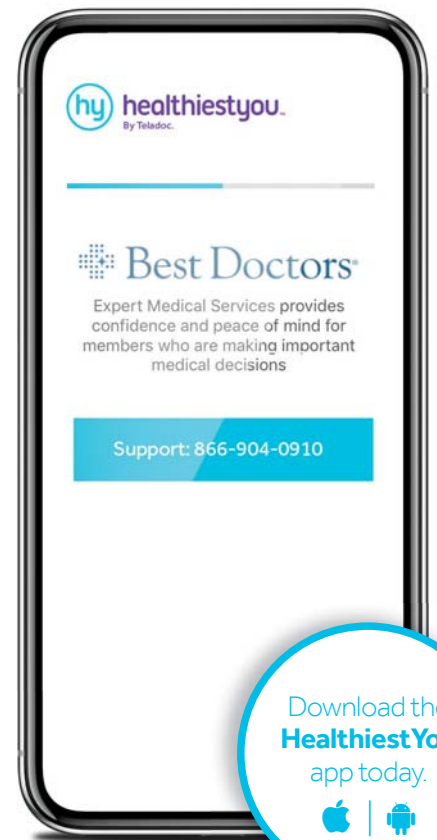 hy healthiestyou™
By Teladoc.
Best Doctors®
Expert Medical Services provides
confidence and peace of mind for
members who are making important
medical decisions
Support: 866-904-0910
Download the
HealthiestYo
app today.